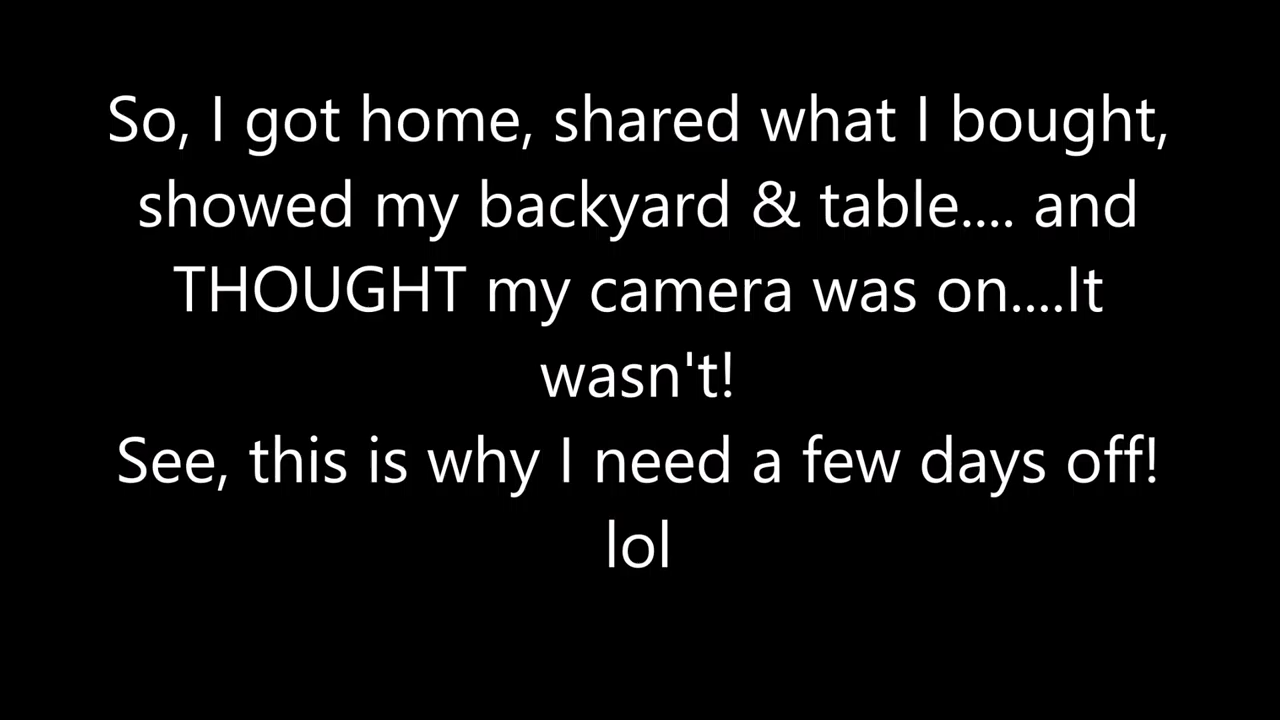 So, I got home, shared what I bought,
showed my backyard & table.... and
THOUGHT my camera was on....It
wasn't!
See, this is why I need a few days off!
lol